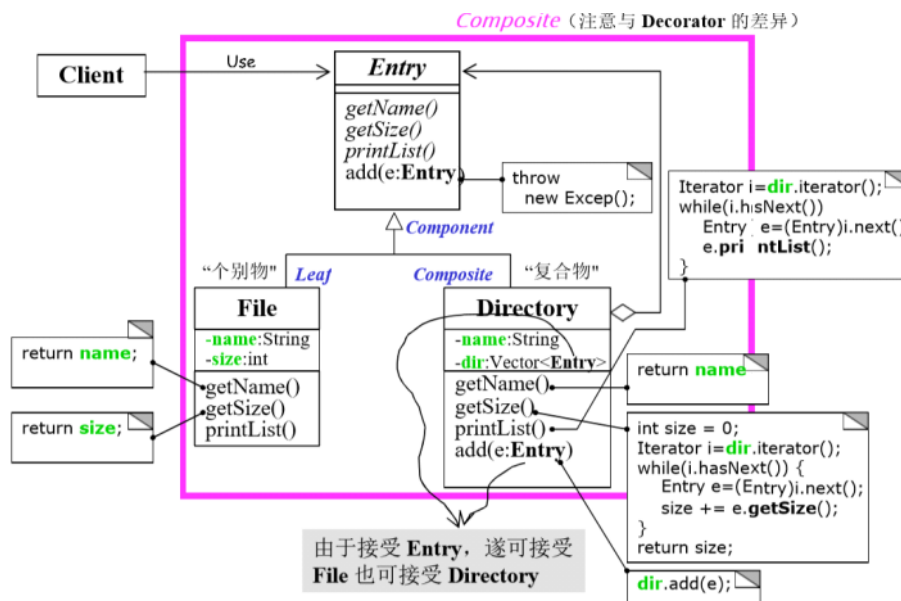 Composite（注意与 Decorator 的差异）
Client
Use
Entry
getName()
getSize()
printList()
add(e:Entry)
throw
new Excep();
Iterator i=dir.iterator();
while(i.hasNext())
Entry e=(Entry)i.next()
e.printList();
}
Component
“个别物”
Leaf
Composite
“复合物"
File
-name:String
-size:int
getName()
getSize()
printList()
Directory
-name:String
-dir:Vector<Entry>
getName()
getSize()
printList()
add(e:Entry)
return name;
return size;
return name
int size = 0;
Iterator i=dir.iterator();
while(i.hasNext()) {
Entry e=(Entry)i.next();
size += e.getSize();
}
return size;
dir.add(e);
由于接受 Entry，遂可接受
File 也可接受 Directory